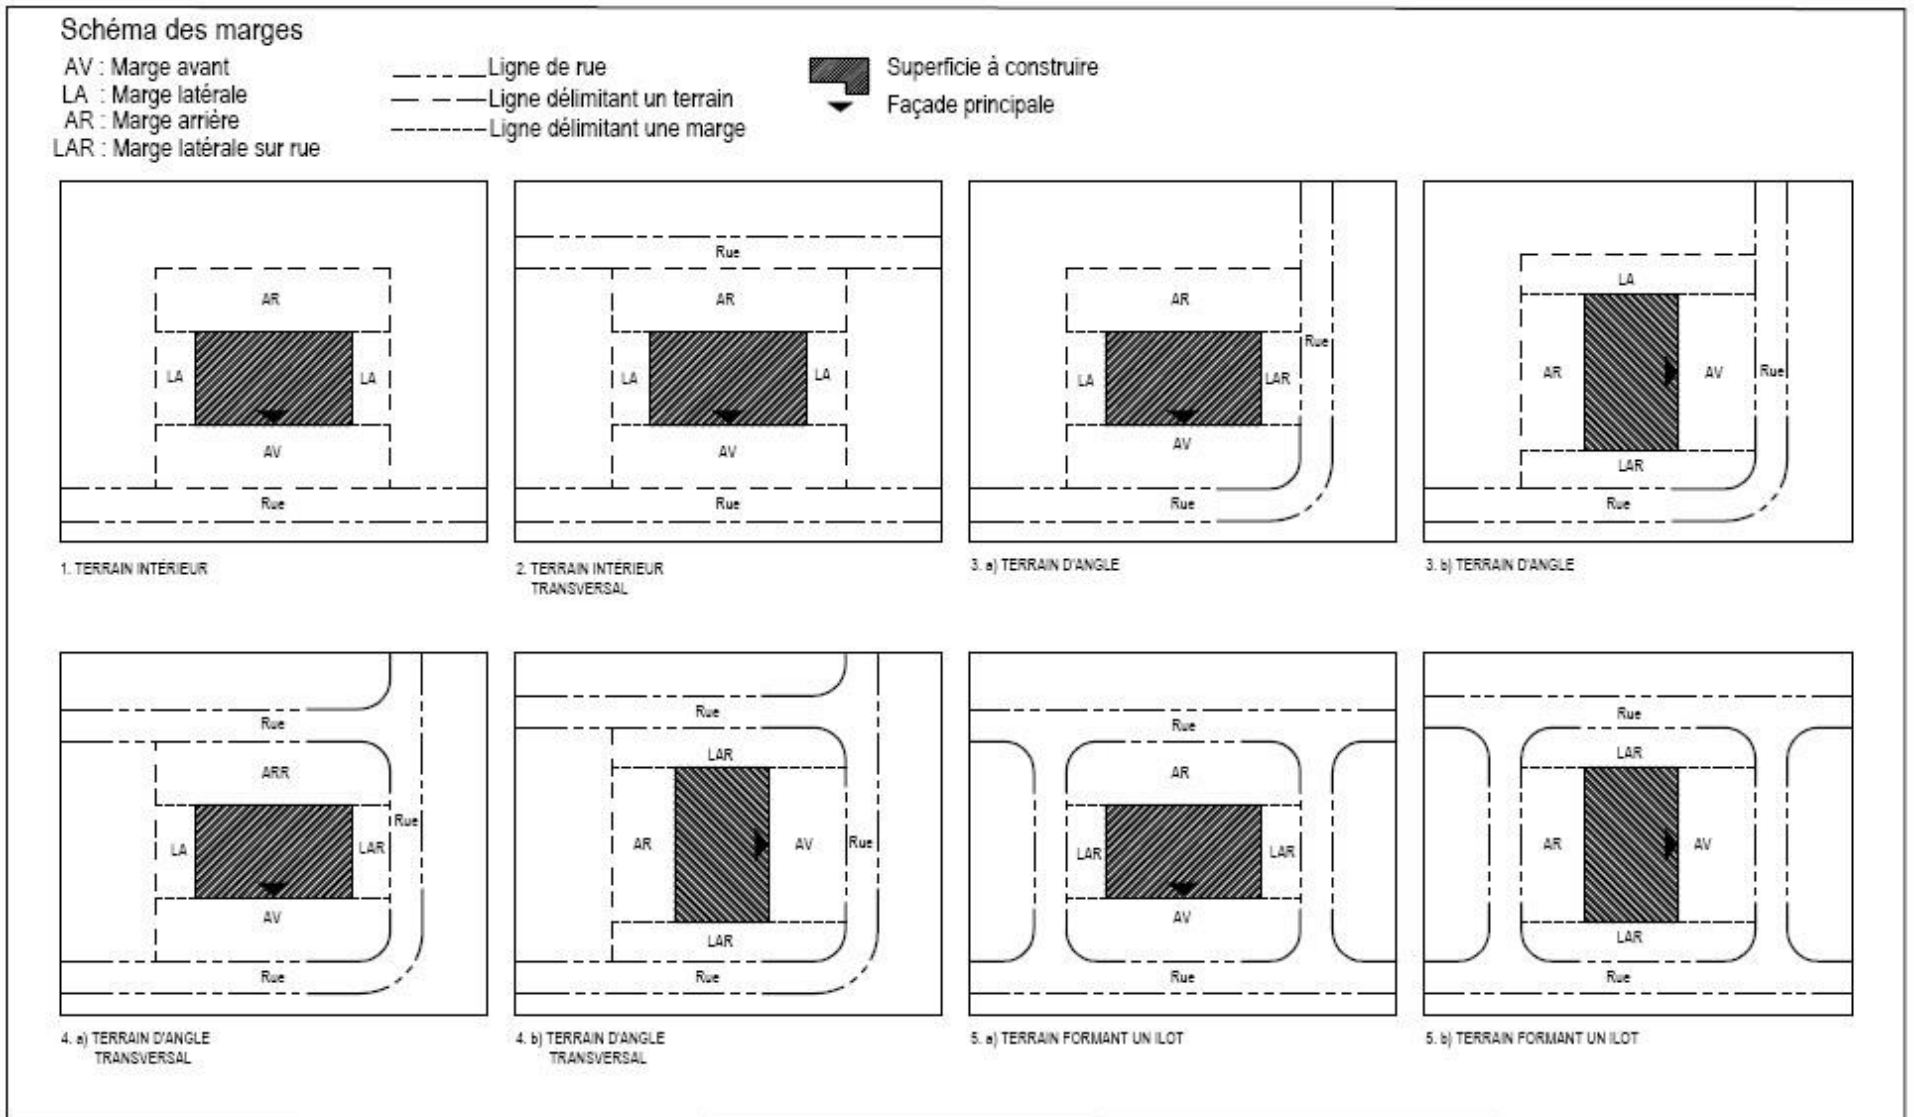 Schéma des marges
AV : Marge avant
LA : Marge latérale
AR : Marge arrière
LAR : Marge latérale sur rue
Ligne de rue
Ligne délimitant un terrain
Ligne délimitant une marge
Superficie à construire
Façade principale
AR
LA
LA
AV
Rue
1. TERRAIN INTÉRIEUR
Rue
AR
LA
LA
AV
Rue
2. TERRAIN INTÉRIEUR
TRANSVERSAL
AR
Rue
LA
LAR
AV
Rue
3. a) TERRAIN D'ANGLE
LA
AR
AV
Rue
LAR
Rue
3. b) TERRAIN D'ANGLE
Rue
ARR
Rue
LA
LAR
AV
Rue
4. a) TERRAIN D'ANGLE
TRANSVERSAL
Rue
LAR
AR
AV
Rue
LAR
Rue
4. b) TERRAIN D'ANGLE
TRANSVERSAL
Rue
AR
LAR
LAR
AV
Rue
5. a) TERRAIN FORMANT UN ILOT
Rue
LAR
AR
AV
LAR
Rue
5. b) TERRAIN FORMANT UN ILOT